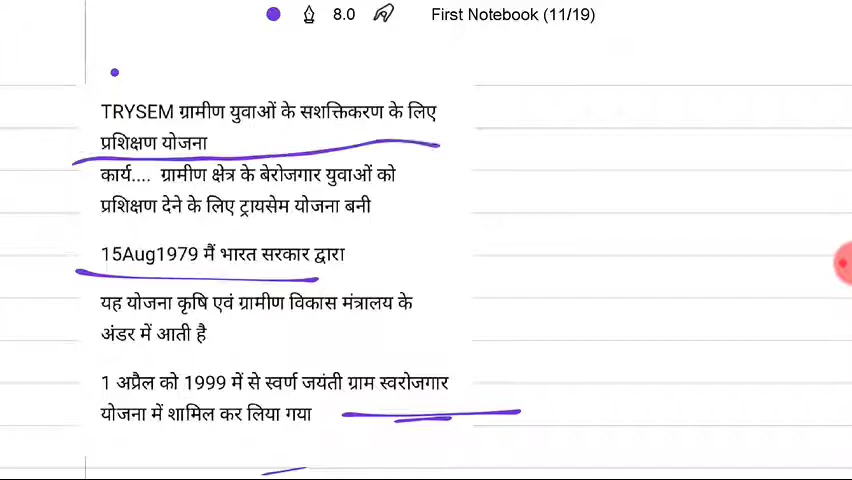 8.0 First Notebook (11/19)
TRYSEM ग्रामीण युवाओं के सशक्तिकरण के लिए
प्रशिक्षण योजना
कार्य.... ग्रामीण क्षेत्र के बेरोजगार युवाओं को
प्रशिक्षण देने के लिए ट्रायसेम योजना बनी
15Aug1979 मैं भारत सरकार द्वारा
यह योजना कृषि एवं ग्रामीण विकास मंत्रालय के
अंडर में आती है
1 अप्रैल को 1999 में से स्वर्ण जयंती ग्राम स्वरोजगार
योजना में शामिल कर लिया गया